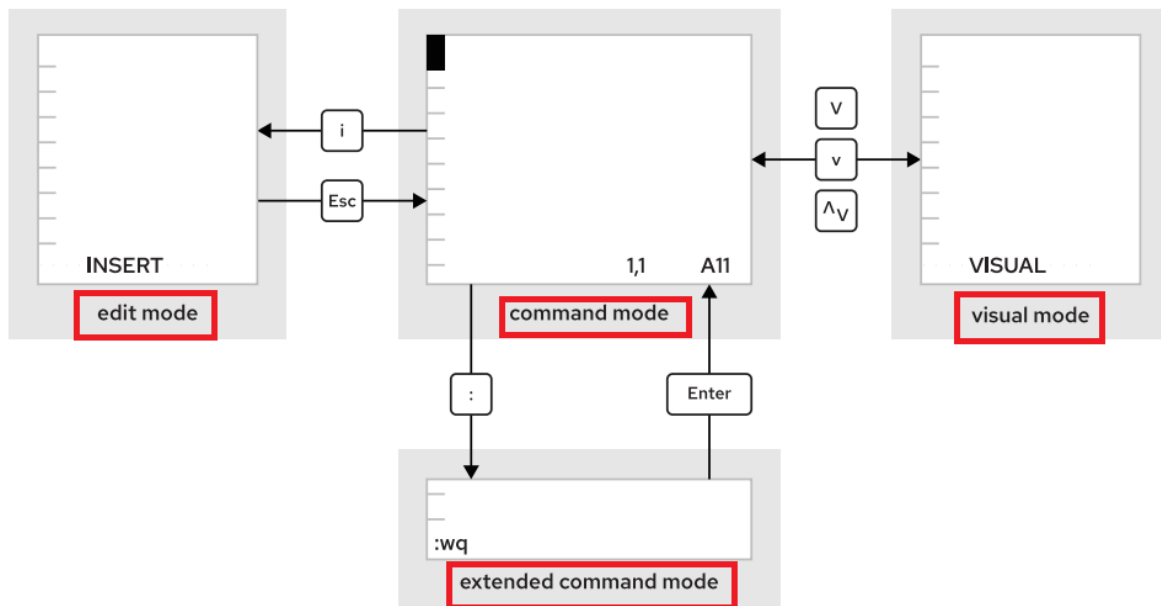 V
i
v
Esc
^V
INSERT
1,1 A11
VISUAL
edit mode
command mode
visual mode
:
Enter
:wq
extended command mode